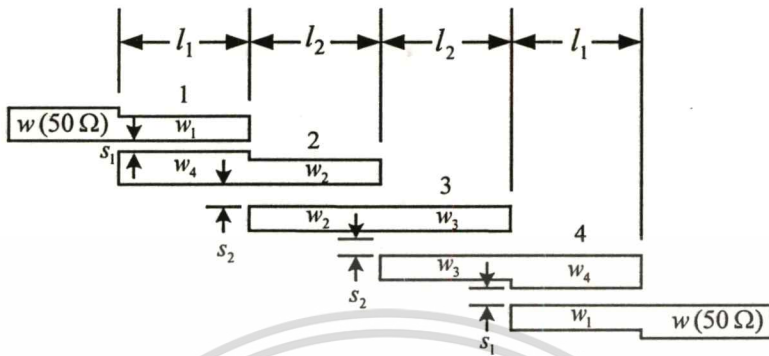 l₁ l₂ l₂ l₁
1
w (50 Ω) w₁
2
s₁ w₄ w₂
3
w₂ w₃
s₂ 4
w₃ w₄
s₂
w₁ w (50 Ω)
s₁